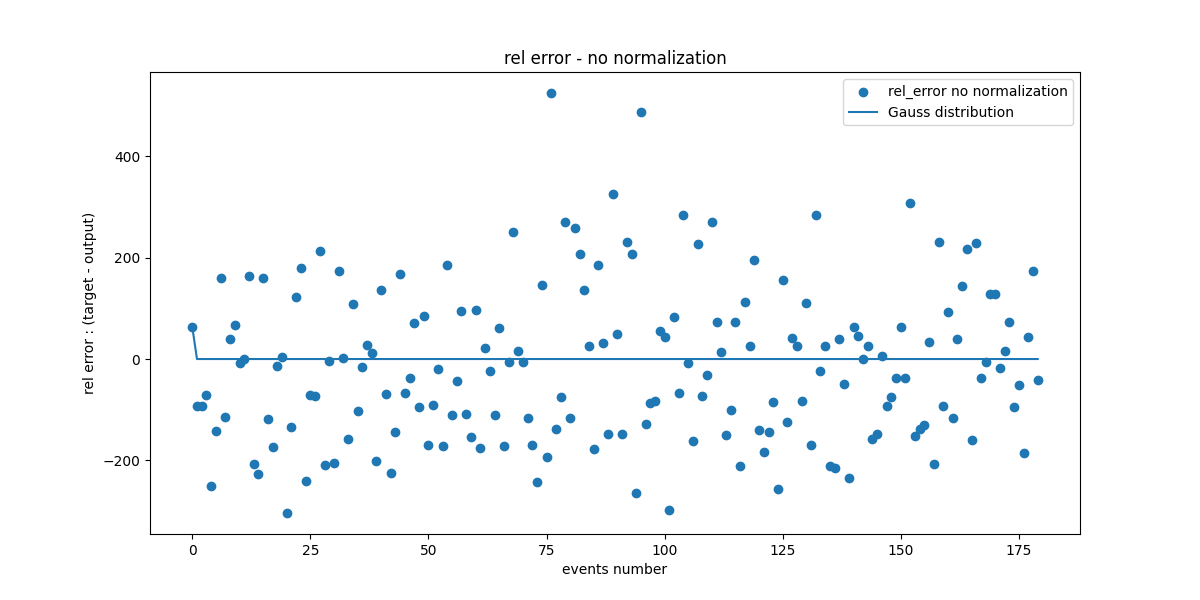 rel error - no normalization
rel_error no normalization
Gauss distribution
400
200
0
−200
rel error : (target - output)
0 25 50 75 100 125 150 175
events number